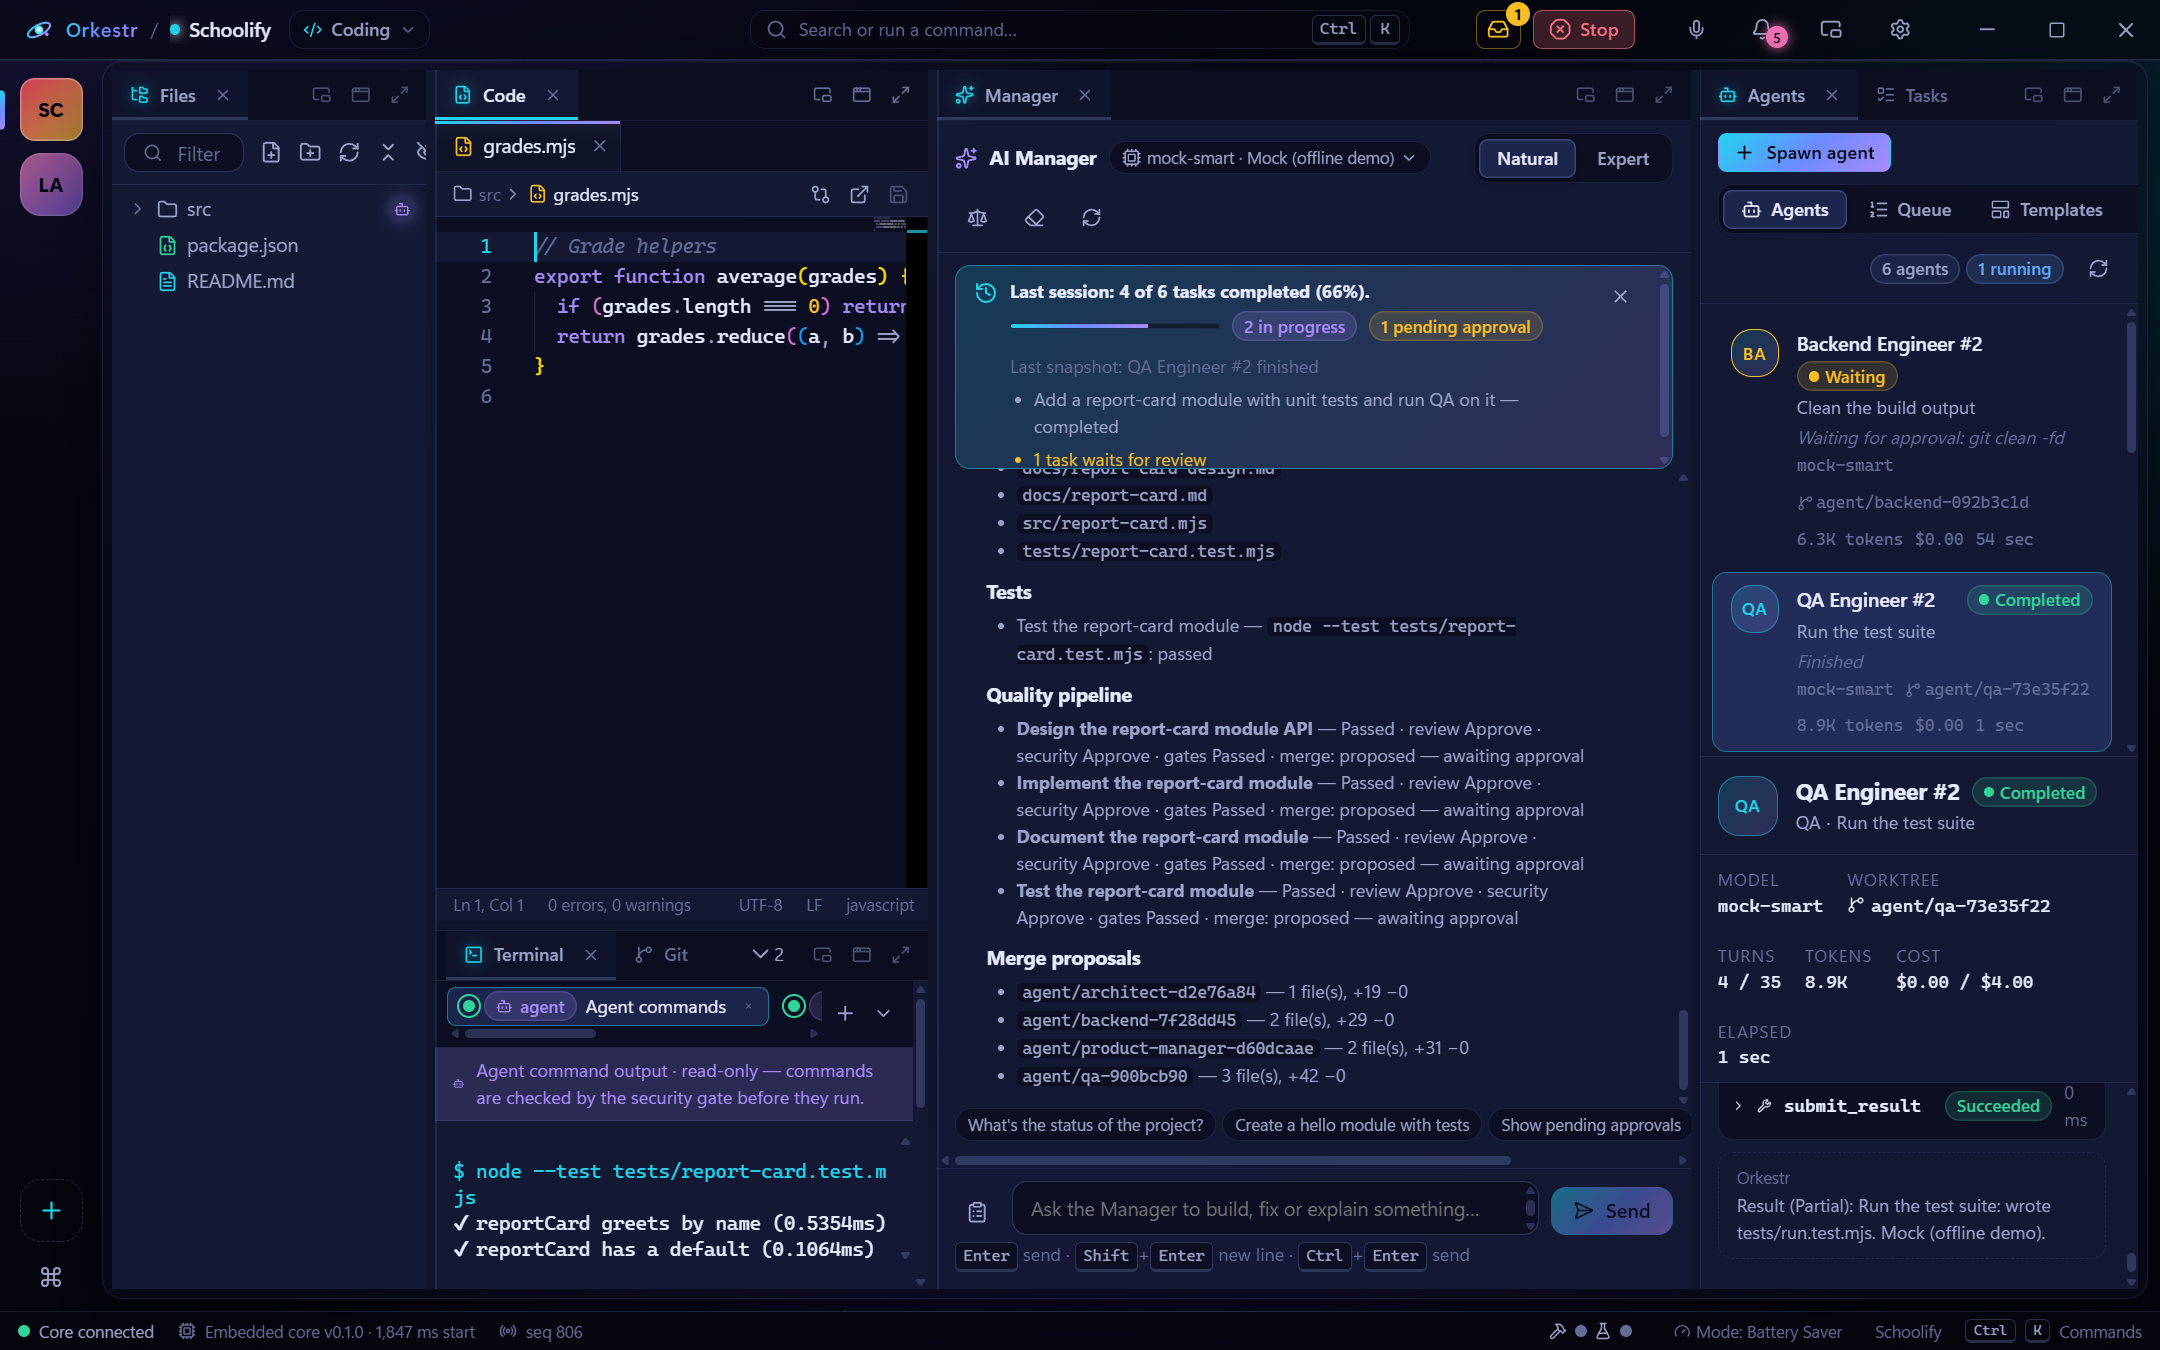 Orkestr / Schoolify
Coding
Search or run a command...
Ctrl K
1
Stop
5
SC
LA
Files
Filter
src
package.json
README.md
Code
grades.mjs
src > grades.mjs
1 // Grade helpers
2 export function average(grades) {
3 if (grades.length === 0) return
4 return grades.reduce((a, b) =>
5 }
6
Ln 1, Col 1 0 errors, 0 warnings UTF-8 LF javascript
Terminal
Git
2
agent Agent commands
Agent command output · read-only — commands
are checked by the security gate before they run.
$ node --test tests/report-card.test.m
js
✓ reportCard greets by name (0.5354ms)
✓ reportCard has a default (0.1064ms)
Manager
AI Manager
mock-smart · Mock (offline demo)
Natural
Expert
Last session: 4 of 6 tasks completed (66%).
2 in progress
1 pending approval
Last snapshot: QA Engineer #2 finished
• Add a report-card module with unit tests and run QA on it —
completed
• 1 task waits for review
• docs/report-card-design.md
• docs/report-card.md
• src/report-card.mjs
• tests/report-card.test.mjs
Tests
• Test the report-card module — node --test tests/report-
card.test.mjs : passed
Quality pipeline
• Design the report-card module API — Passed · review Approve ·
security Approve · gates Passed · merge: proposed — awaiting approval
• Implement the report-card module — Passed · review Approve ·
security Approve · gates Passed · merge: proposed — awaiting approval
• Document the report-card module — Passed · review Approve ·
security Approve · gates Passed · merge: proposed — awaiting approval
• Test the report-card module — Passed · review Approve · security
Approve · gates Passed · merge: proposed — awaiting approval
Merge proposals
• agent/architect-d2e76a84 — 1 file(s), +19 −0
• agent/backend-7f28dd45 — 2 file(s), +29 −0
• agent/product-manager-d60dcaae — 2 file(s), +31 −0
• agent/qa-900bcb90 — 3 file(s), +42 −0
What's the status of the project?
Create a hello module with tests
Show pending approvals
Ask the Manager to build, fix or explain something...
Send
Enter send · Shift + Enter new line · Ctrl + Enter send
Agents
Tasks
Spawn agent
Agents
Queue
Templates
6 agents
1 running
BA
Backend Engineer #2
Waiting
Clean the build output
Waiting for approval: git clean -fd
mock-smart
agent/backend-092b3c1d
6.3K tokens $0.00 54 sec
QA
QA Engineer #2
Completed
Run the test suite
Finished
mock-smart agent/qa-73e35f22
8.9K tokens $0.00 1 sec
QA
QA Engineer #2
Completed
QA · Run the test suite
MODEL WORKTREE
mock-smart agent/qa-73e35f22
TURNS TOKENS COST
4 / 35 8.9K $0.00 / $4.00
ELAPSED
1 sec
submit_result
Succeeded
0
ms
Orkestr
Result (Partial): Run the test suite: wrote
tests/run.test.mjs. Mock (offline demo).
Core connected
Embedded core v0.1.0 · 1,847 ms start
seq 806
Mode: Battery Saver
Schoolify
Ctrl K Commands